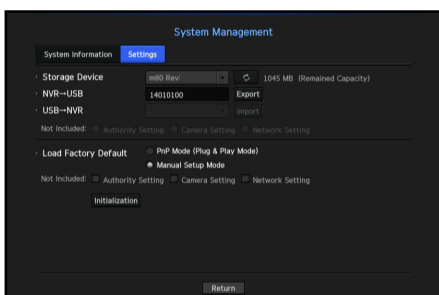 System Management
System Information Settings
Storage Device m80 Rev: 1045 MB (Remained Capacity)
NVR→USB 14010100 Export
USB→NVR Import
Not Included: Authority Setting Camera Setting Network Setting
Load Factory Default PnP Mode (Plug & Play Mode)
Manual Setup Mode
Not Included: Authority Setting Camera Setting Network Setting
Initialization
Return